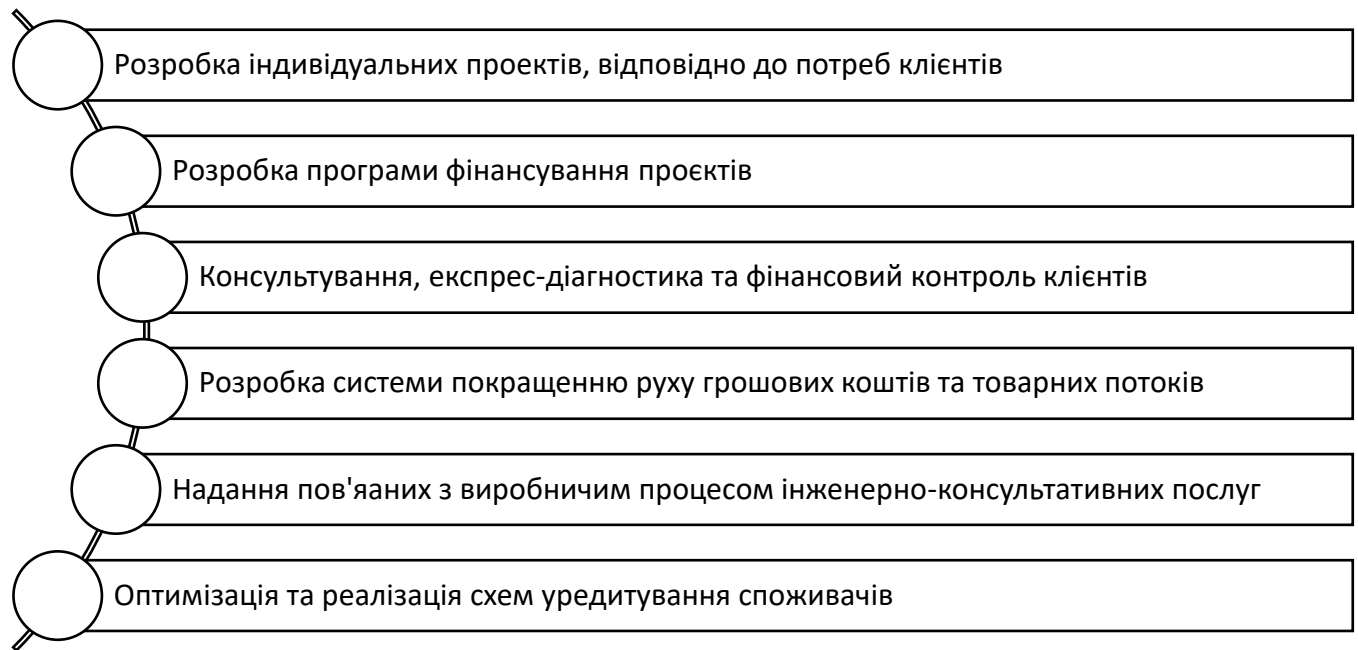 Розробка індивідуальних проектів, відповідно до потреб клієнтів
Розробка програми фінансування проєктів
Консультування, експрес-діагностика та фінансовий контроль клієнтів
Розробка системи покращенню руху грошових коштів та товарних потоків
Надання пов'яаних з виробничим процесом інженерно-консультативних послуг
Оптимізація та реалізація схем уредитування споживачів